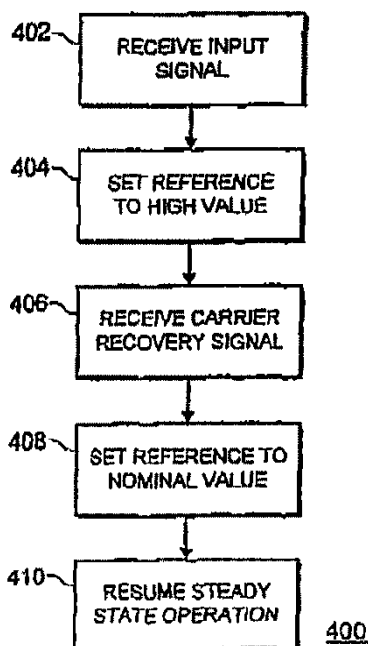 402
RECEIVE INPUT
SIGNAL
404
SET REFERENCE
TO HIGH VALUE
406
RECEIVE CARRIER
RECOVERY SIGNAL
408
SET REFERENCE TO
NOMINAL VALUE
410
RESUME STEADY
STATE OPERATION
400